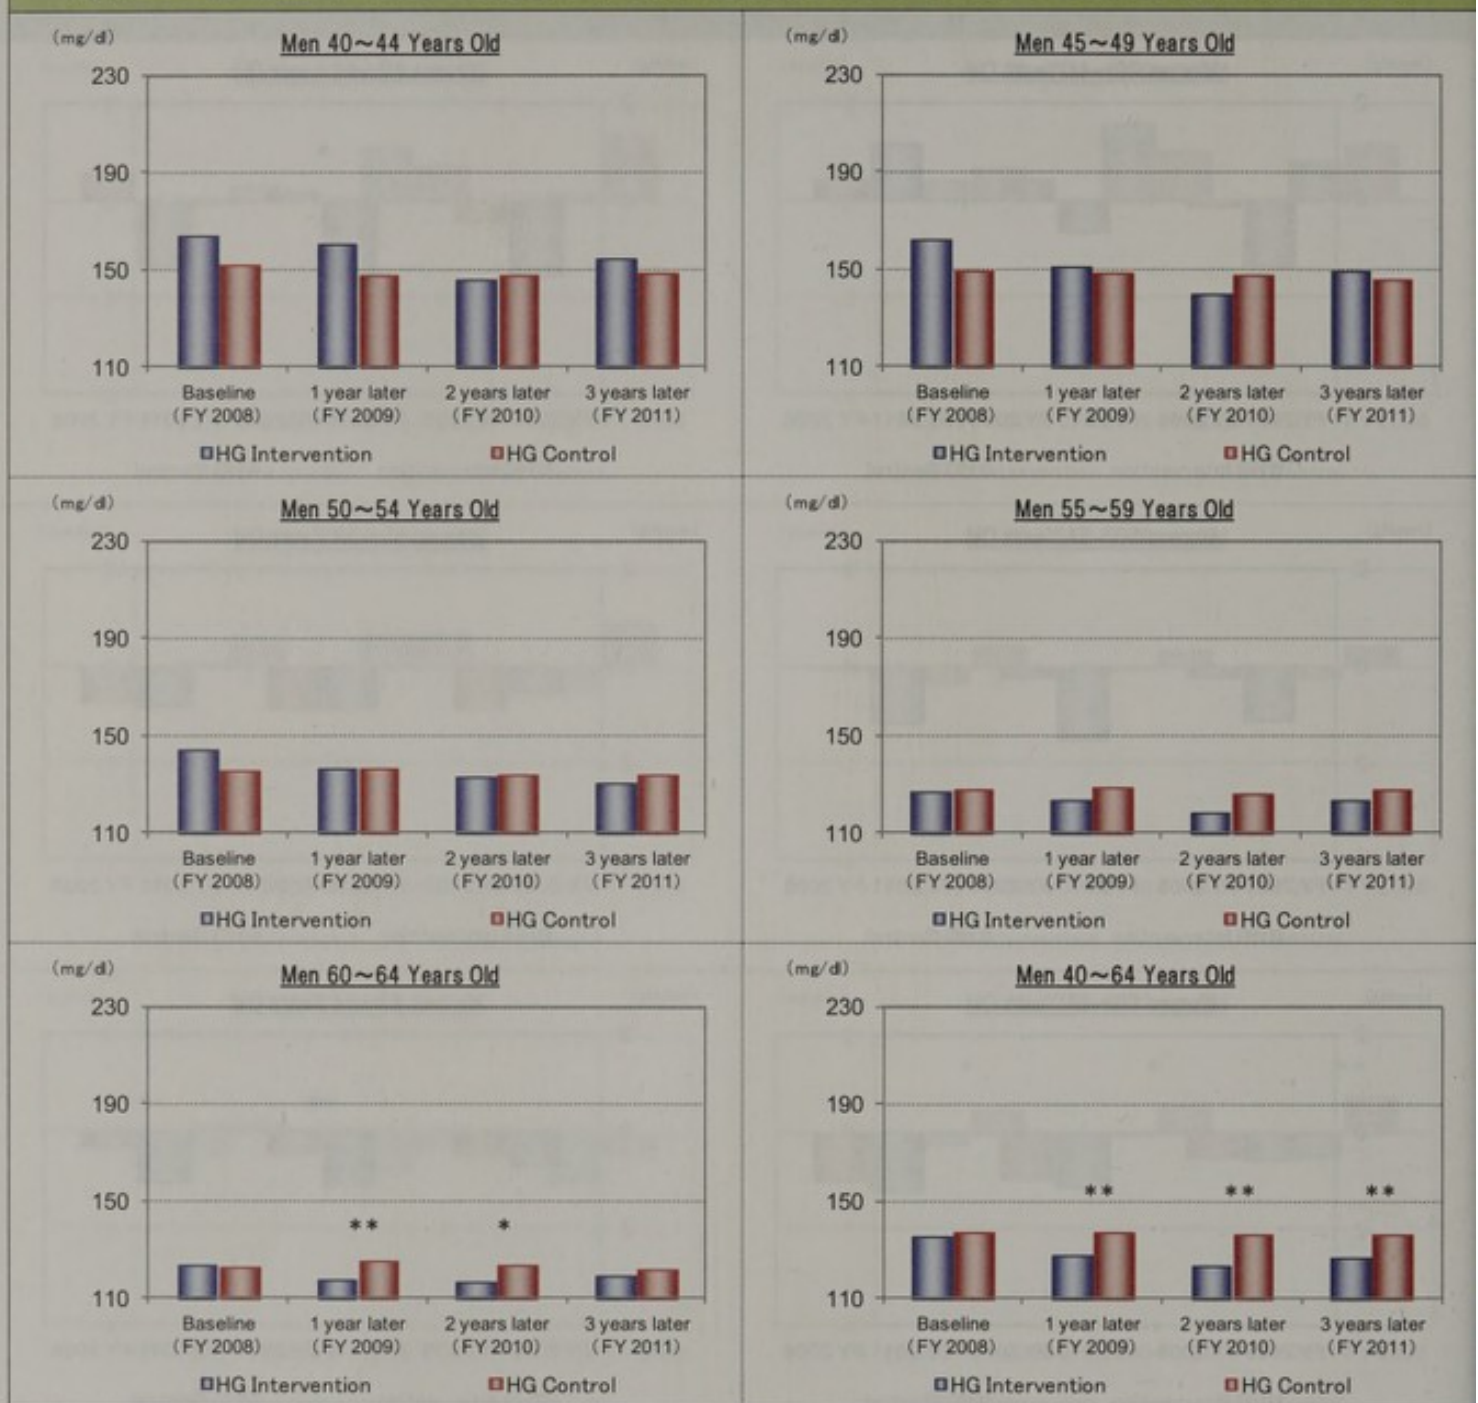 (mg/dl)
Men 40～44 Years Old
230
190
150
110
Baseline 1 year later 2 years later 3 years later
(FY 2008) (FY 2009) (FY 2010) (FY 2011)
HG Intervention HG Control
(mg/dl)
Men 45～49 Years Old
230
190
150
110
Baseline 1 year later 2 years later 3 years later
(FY 2008) (FY 2009) (FY 2010) (FY 2011)
HG Intervention HG Control
(mg/dl)
Men 50～54 Years Old
230
190
150
110
Baseline 1 year later 2 years later 3 years later
(FY 2008) (FY 2009) (FY 2010) (FY 2011)
HG Intervention HG Control
(mg/dl)
Men 55～59 Years Old
230
190
150
110
Baseline 1 year later 2 years later 3 years later
(FY 2008) (FY 2009) (FY 2010) (FY 2011)
HG Intervention HG Control
(mg/dl)
Men 60～64 Years Old
230
190
150
** *
110
Baseline 1 year later 2 years later 3 years later
(FY 2008) (FY 2009) (FY 2010) (FY 2011)
HG Intervention HG Control
(mg/dl)
Men 40～64 Years Old
230
190
** ** **
150
110
Baseline 1 year later 2 years later 3 years later
(FY 2008) (FY 2009) (FY 2010) (FY 2011)
HG Intervention HG Control